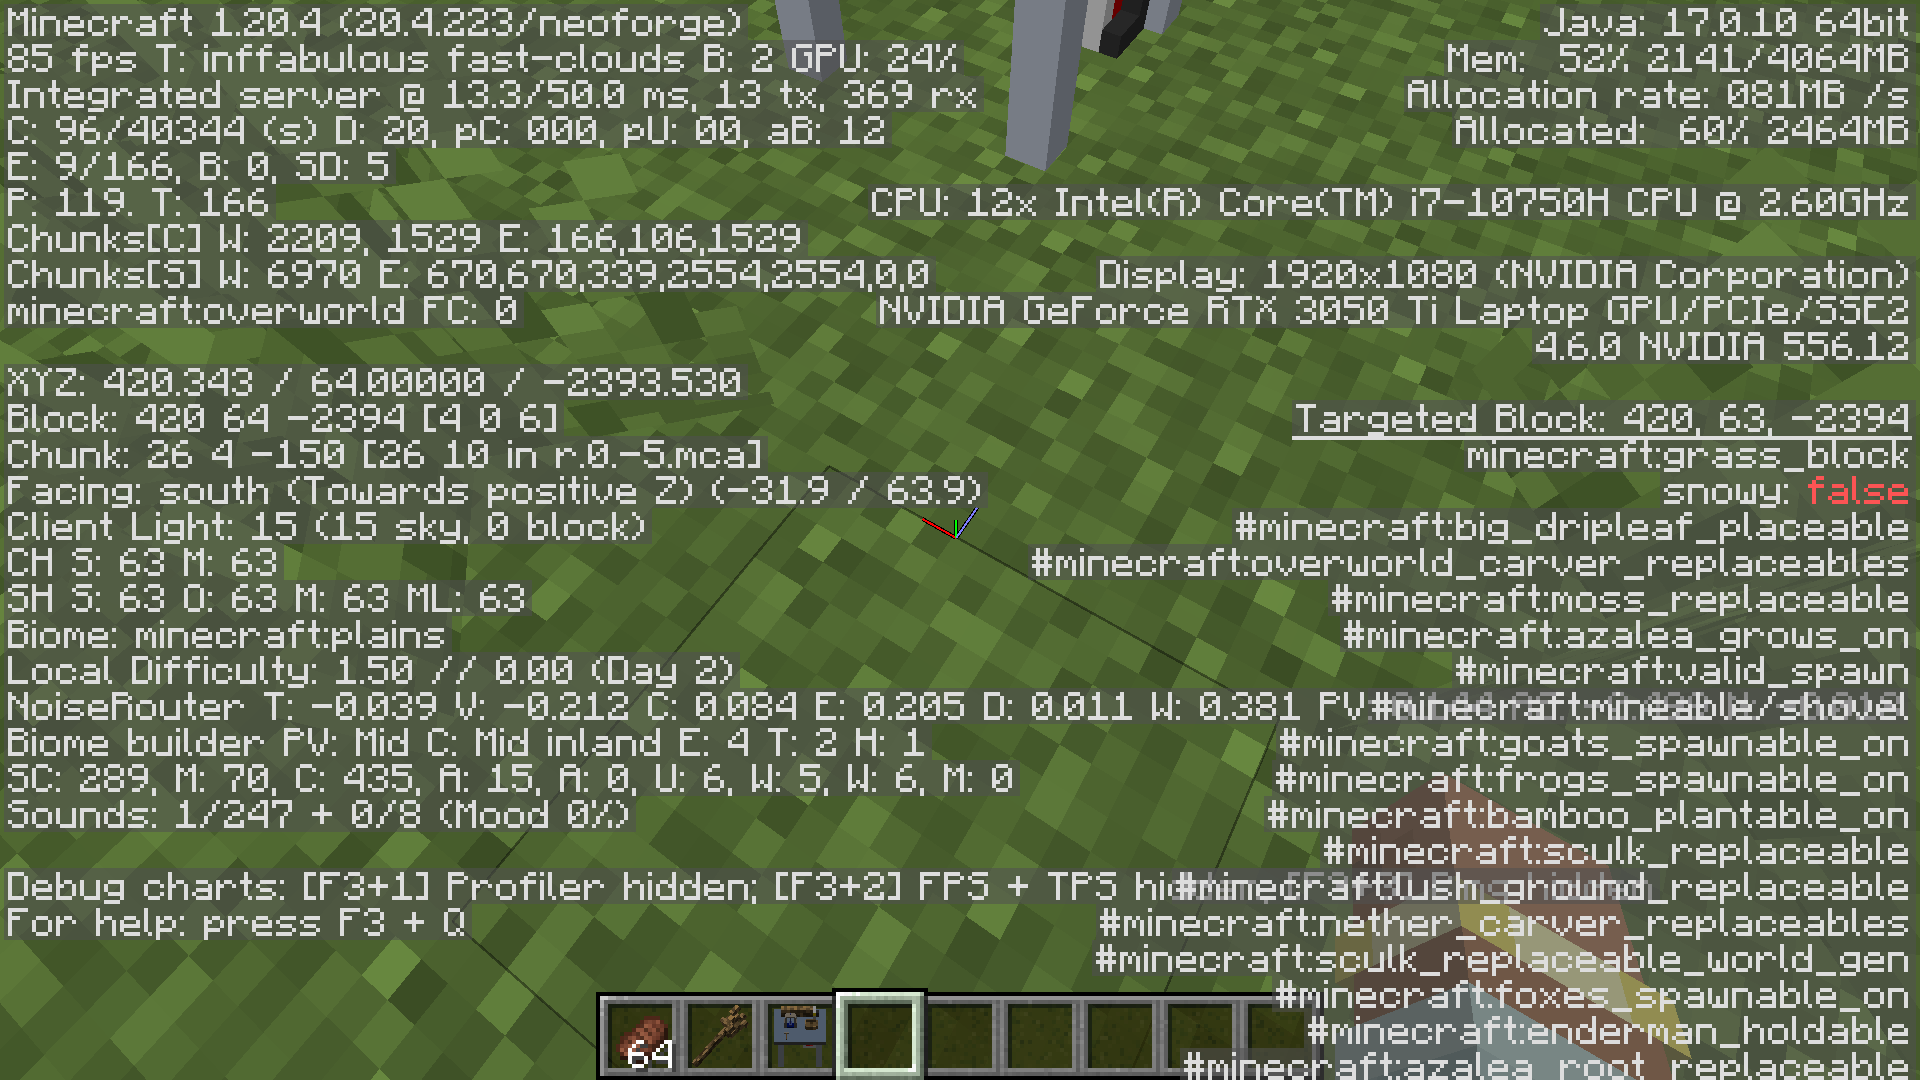 Minecraft 1.20.4 (20.4.223/neoforge)
85 fps T: inffabulous fast-clouds B: 2 GPU: 24%
Integrated server @ 13.3/50.0 ms, 13 tx, 369 rx
C: 96/40344 (s) D: 20, pC: 000, pU: 00, aB: 12
E: 9/166, B: 0, SD: 5
P: 119. T: 166
Chunks[C] W: 2209, 1529 E: 166,106,1529
Chunks[S] W: 6970 E: 670,670,339,2554,2554,0,0
minecraft:overworld FC: 0
XYZ: 420.343 / 64.00000 / -2393.530
Block: 420 64 -2394 [4 0 6]
Chunk: 26 4 -150 [26 10 in r.0.-5.mca]
Facing: south (Towards positive Z) (-31.9 / 63.9)
Client Light: 15 (15 sky, 0 block)
CH S: 63 M: 63
SH S: 63 O: 63 M: 63 ML: 63
Biome: minecraft:plains
Local Difficulty: 1.50 // 0.00 (Day 2)
NoiseRouter T: -0.039 V: -0.212 C: 0.084 E: 0.205 D: 0.011 W: 0.381 PV
Biome builder PV: Mid C: Mid inland E: 4 T: 2 H: 1
SC: 289, M: 70, C: 435, A: 15, A: 0, U: 6, W: 5, W: 6, M: 0
Sounds: 1/247 + 0/8 (Mood 0%)
Debug charts: [F3+1] Profiler hidden; [F3+2] FPS + TPS
For help: press F3 + Q
Java: 17.0.10 64bit
Mem: 52% 2141/4064MB
Allocation rate: 081MB /s
Allocated: 60% 2464MB
CPU: 12x Intel(R) Core(TM) i7-10750H CPU @ 2.60GHz
Display: 1920x1080 (NVIDIA Corporation)
NVIDIA GeForce RTX 3050 Ti Laptop GPU/PCIe/SSE2
4.6.0 NVIDIA 556.12
Targeted Block: 420, 63, -2394
minecraft:grass_block
snowy: false
#minecraft:big_dripleaf_placeable
#minecraft:overworld_carver_replaceables
#minecraft:moss_replaceable
#minecraft:azalea_grows_on
#minecraft:valid_spawn
#minecraft:mineable/shovel
#minecraft:goats_spawnable_on
#minecraft:frogs_spawnable_on
#minecraft:bamboo_plantable_on
#minecraft:sculk_replaceable
#minecraft:lush_ground_replaceable
#minecraft:nether_carver_replaceables
#minecraft:sculk_replaceable_world_gen
#minecraft:foxes_spawnable_on
#minecraft:enderman_holdable
#minecraft:azalea_root_replaceable
64